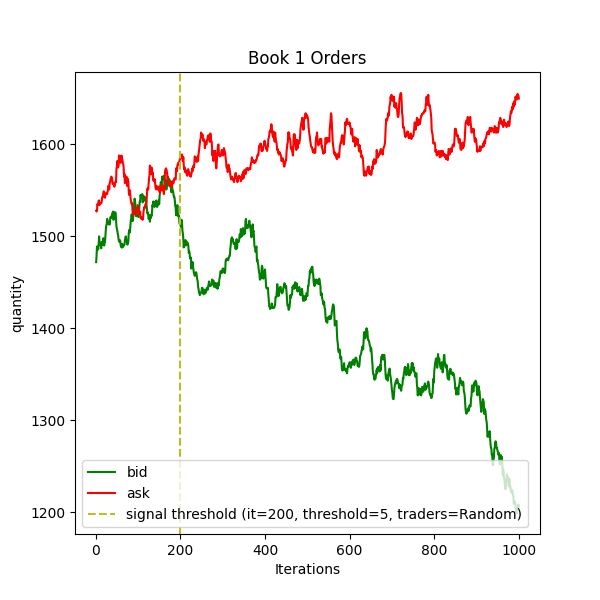 Book 1 Orders
quantity
1600
1500
1400
1300
1200
bid
ask
signal threshold (it=200, threshold=5, traders=Random)
0 200 400 600 800 1000
Iterations